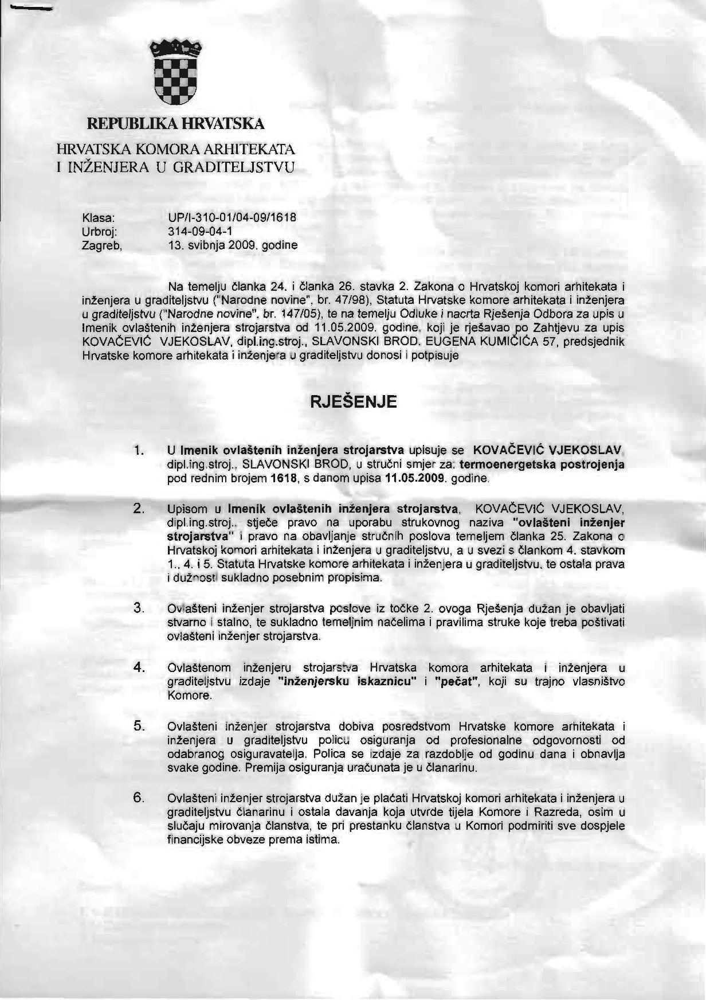 REPUBLIKA HRVATSKA
HRVATSKA KOMORA ARHITEKATA
I INŽENJERA U GRADITELJSTVU
Klasa: UP/I-310-01/04-09/1618
Urbroj: 314-09-04-1
Zagreb, 13. svibnja 2009. godine
Na temelju članka 24. i članka 26. stavka 2. Zakona o Hrvatskoj komori arhitekata i
inženjera u graditeljstvu ("Narodne novine", br. 47/98), Statuta Hrvatske komore arhitekata i inženjera
u graditeljstvu ("Narodne novine", br. 147/05), te na temelju Odluke i nacrta Rješenja Odbora za upis u
Imenik ovlaštenih inženjera strojarstva od 11.05.2009. godine, koji je rješavao po Zahtjevu za upis
KOVAČEVIĆ VJEKOSLAV, dipl.ing.stroj., SLAVONSKI BROD, EUGENA KUMIČIĆA 57, predsjednik
Hrvatske komore arhitekata i inženjera u graditeljstvu donosi i potpisuje
RJEŠENJE
1. U Imenik ovlaštenih inženjera strojarstva upisuje se KOVAČEVIĆ VJEKOSLAV,
dipl.ing.stroj., SLAVONSKI BROD, u stručni smjer za: termoenergetska postrojenja
pod rednim brojem 1618, s danom upisa 11.05.2009. godine.
2. Upisom u Imenik ovlaštenih inženjera strojarstva, KOVAČEVIĆ VJEKOSLAV,
dipl.ing.stroj., stječe pravo na uporabu strukovnog naziva "ovlašteni inženjer
strojarstva" i pravo na obavljanje stručnih poslova temeljem članka 25. Zakona o
Hrvatskoj komori arhitekata i inženjera u graditeljstvu, a u svezi s člankom 4. stavkom
1., 4. i 5. Statuta Hrvatske komore arhitekata i inženjera u graditeljstvu, te ostala prava
i dužnosti sukladno posebnim propisima.
3. Ovlašteni inženjer strojarstva poslove iz točke 2. ovoga Rješenja dužan je obavljati
stvarno i stalno, te sukladno temeljnim načelima i pravilima struke koje treba poštivati
ovlašteni inženjer strojarstva.
4. Ovlaštenom inženjeru strojarstva Hrvatska komora arhitekata i inženjera u
graditeljstvu izdaje "inženjersku iskaznicu" i "pečat", koji su trajno vlasništvo
Komore.
5. Ovlašteni inženjer strojarstva dobiva posredstvom Hrvatske komore arhitekata i
inženjera u graditeljstvu policu osiguranja od profesionalne odgovornosti od
odabranog osiguravatelja. Polica se izdaje za razdoblje od godinu dana i obnavlja
svake godine. Premija osiguranja uračunata je u članarinu.
6. Ovlašteni inženjer strojarstva dužan je plaćati Hrvatskoj komori arhitekata i inženjera u
graditeljstvu članarinu i ostala davanja koja utvrde tijela Komore i Razreda, osim u
slučaju mirovanja članstva, te pri prestanku članstva u Komori podmiriti sve dospjele
financijske obveze prema istima.